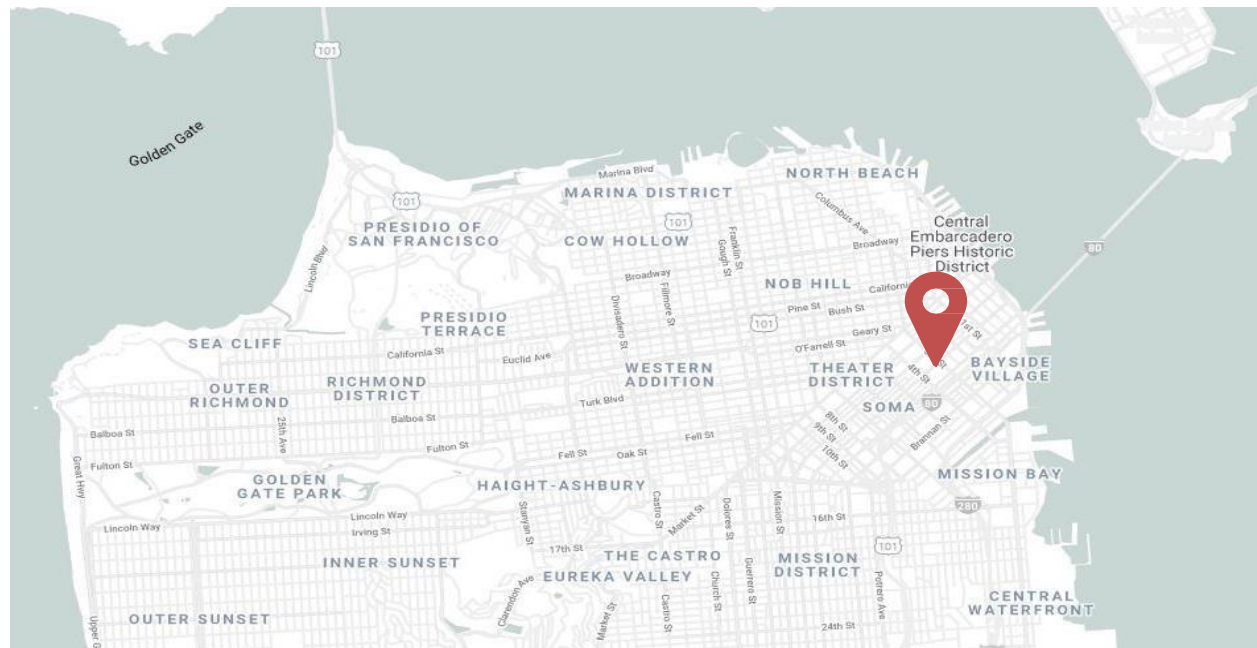 101
Golden Gate
Marina Blvd
NORTH BEACH
MARINA DISTRICT
101
Columbus Ave
PRESIDIO OF
SAN FRANCISCO
101
Central
Embarcadero
Piers Historic
District
COW HOLLOW
Franklin St
Gough St
Broadway
80
Lincoln Blvd
Broadway
NOB HILL
California
Fillmore St
Divisadero St
Pine St
Bush St
PRESIDIO
TERRACE
101
Geary St
1st St
SEA CLIFF
California St
Euclid Ave
O'Farrell St
OUTER
RICHMOND
RICHMOND
DISTRICT
WESTERN
ADDITION
THEATER
DISTRICT
4th St
BAYSIDE
VILLAGE
Turk Blvd
SOMA
80
25th Ave
Balboa St
Balboa St
8th St
9th St
10th St
Brannan St
Fulton St
Fulton St
Fell St
Fell St
Oak St
Great Hwy
GOLDEN
GATE PARK
HAIGHT-ASHBURY
MISSION BAY
Stanyan St
Castro St
Market St
Dolores St
Mission St
280
Lincoln Way
Lincoln Way
Irving St
16th St
17th St
101
INNER SUNSET
THE CASTRO
EUREKA VALLEY
MISSION
DISTRICT
Clarendon Ave
Church St
Guerrero St
Potrero Ave
CENTRAL
WATERFRONT
OUTER SUNSET
Upper G
Market St
Castro St
24th St